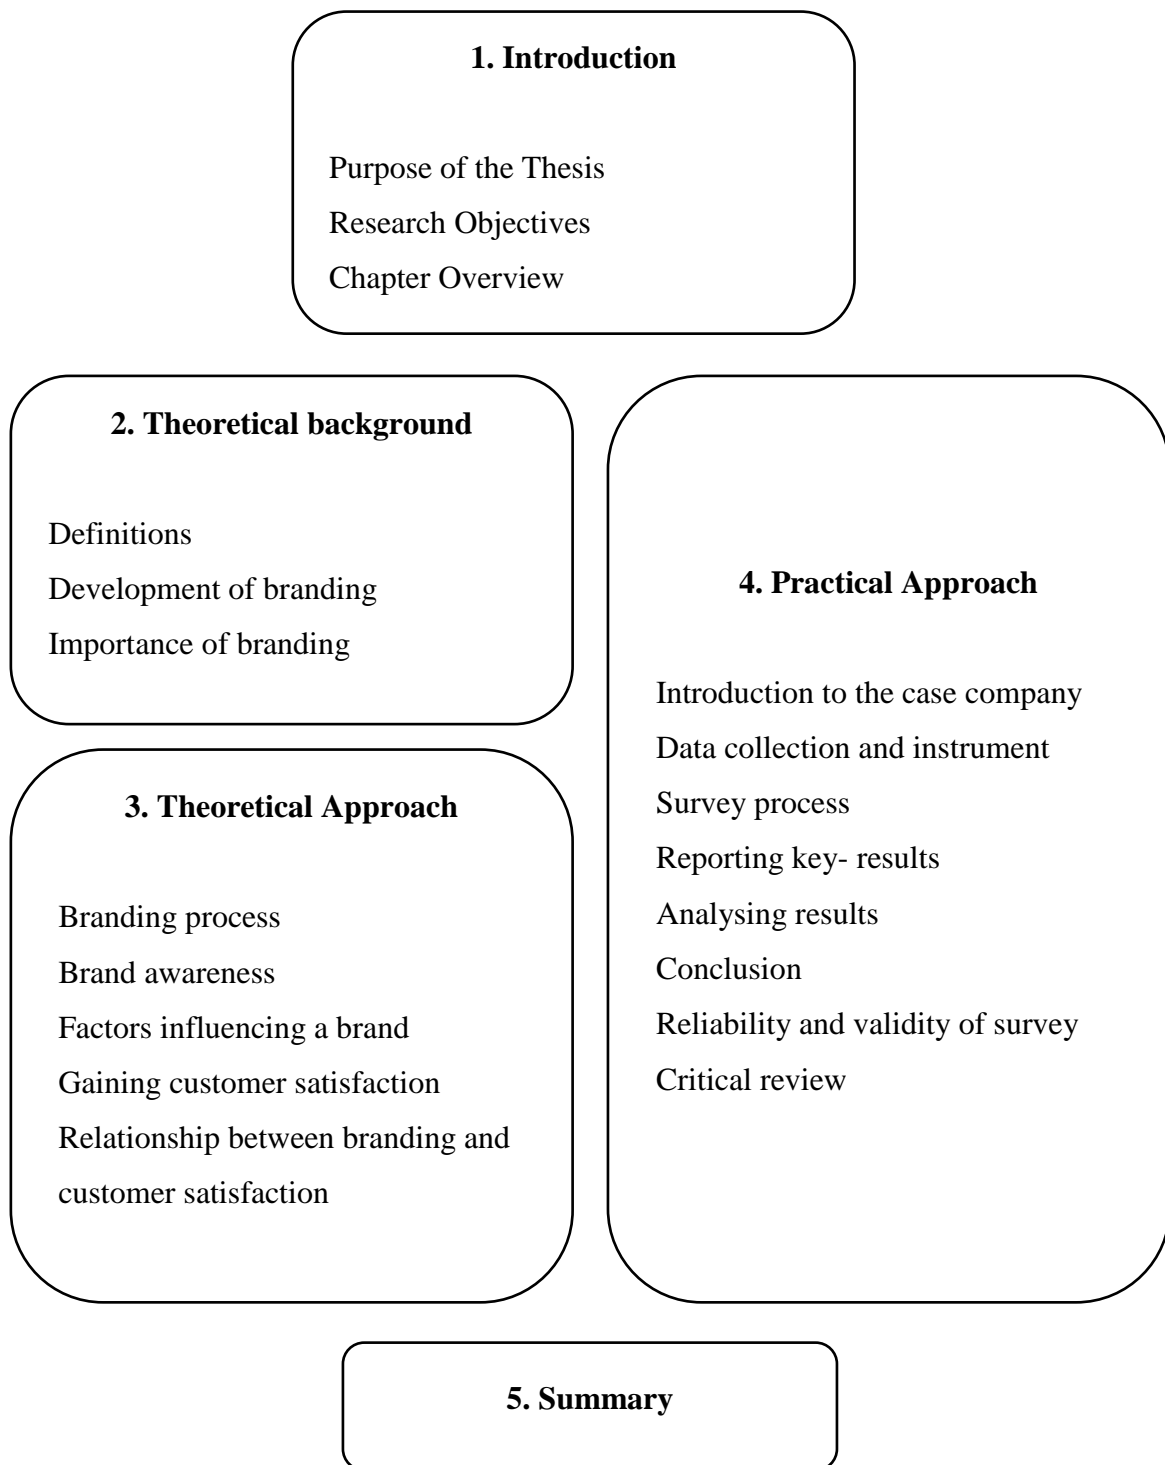 1. Introduction
Purpose of the Thesis
Research Objectives
Chapter Overview
2. Theoretical background
Definitions
Development of branding
Importance of branding
3. Theoretical Approach
Branding process
Brand awareness
Factors influencing a brand
Gaining customer satisfaction
Relationship between branding and
customer satisfaction
4. Practical Approach
Introduction to the case company
Data collection and instrument
Survey process
Reporting key- results
Analysing results
Conclusion
Reliability and validity of survey
Critical review
5. Summary